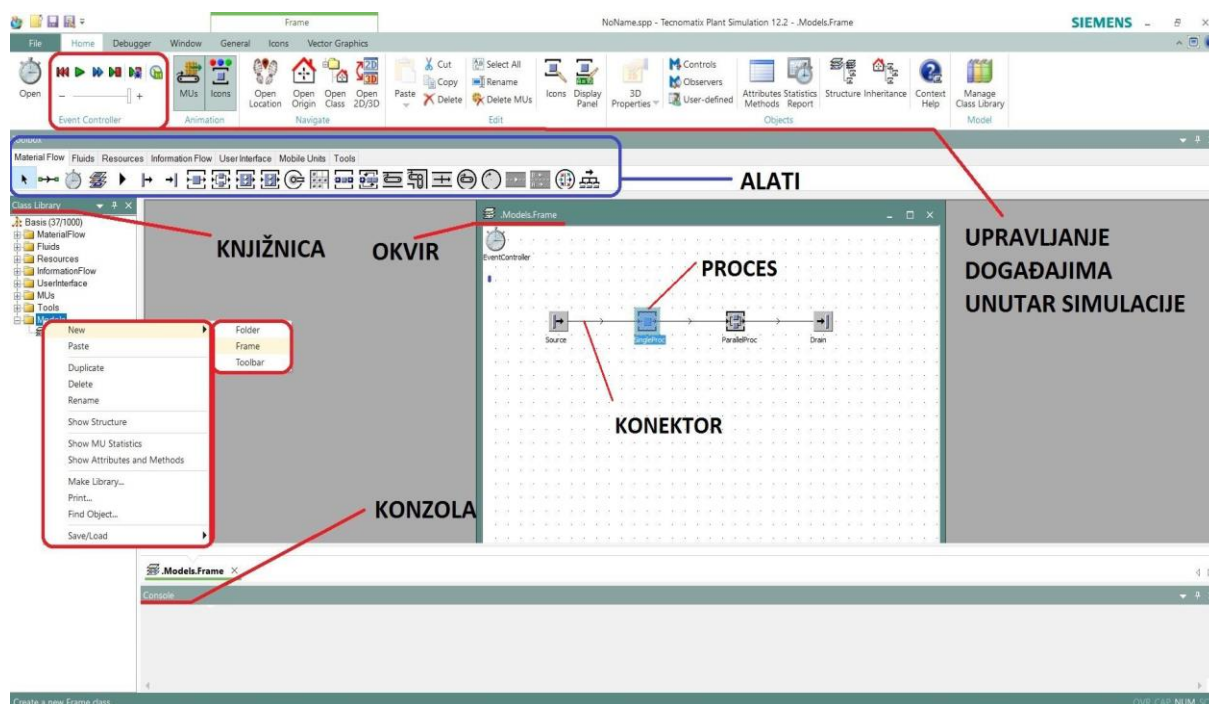 Frame
NoName.spp - Tecnomatix Plant Simulation 12.2 - .Models.Frame
SIEMENS
File Home Debugger Window General Icons Vector Graphics
Open
Event Controller
MUs Icons
Animation
Open Location
Open Origin
Open Class
Open 2D/3D
Navigate
Paste
Cut
Copy
Delete
Select All
Rename
Delete MUs
Edit
Icons
Display Panel
3D Properties
Controls
Observers
User-defined
Attributes Methods
Statistics Report
Structure Inheritance
Objects
Context Help
Manage Class Library
Model
Toolbox
Material Flow Fluids Resources Information Flow User Interface Mobile Units Tools
ALATI
Class Library
Basis (37/1000)
MaterialFlow
Fluids
Resources
InformationFlow
UserInterface
MUs
Tools
Models
New
Paste
Duplicate
Delete
Rename
Show Structure
Show MU Statistics
Show Attributes and Methods
Make Library...
Print...
Find Object...
Save/Load
Folder
Frame
Toolbar
KNJIŽNICA
OKVIR
.Models.Frame
EventController
PROCES
Source
SingleProc
ParallelProc
Drain
KONEKTOR
UPRAVLJANJE
DOGAĐAJIMA
UNUTAR SIMULACIJE
KONZOLA
.Models.Frame
Console
Create a new Frame class
OVR CAP NUM